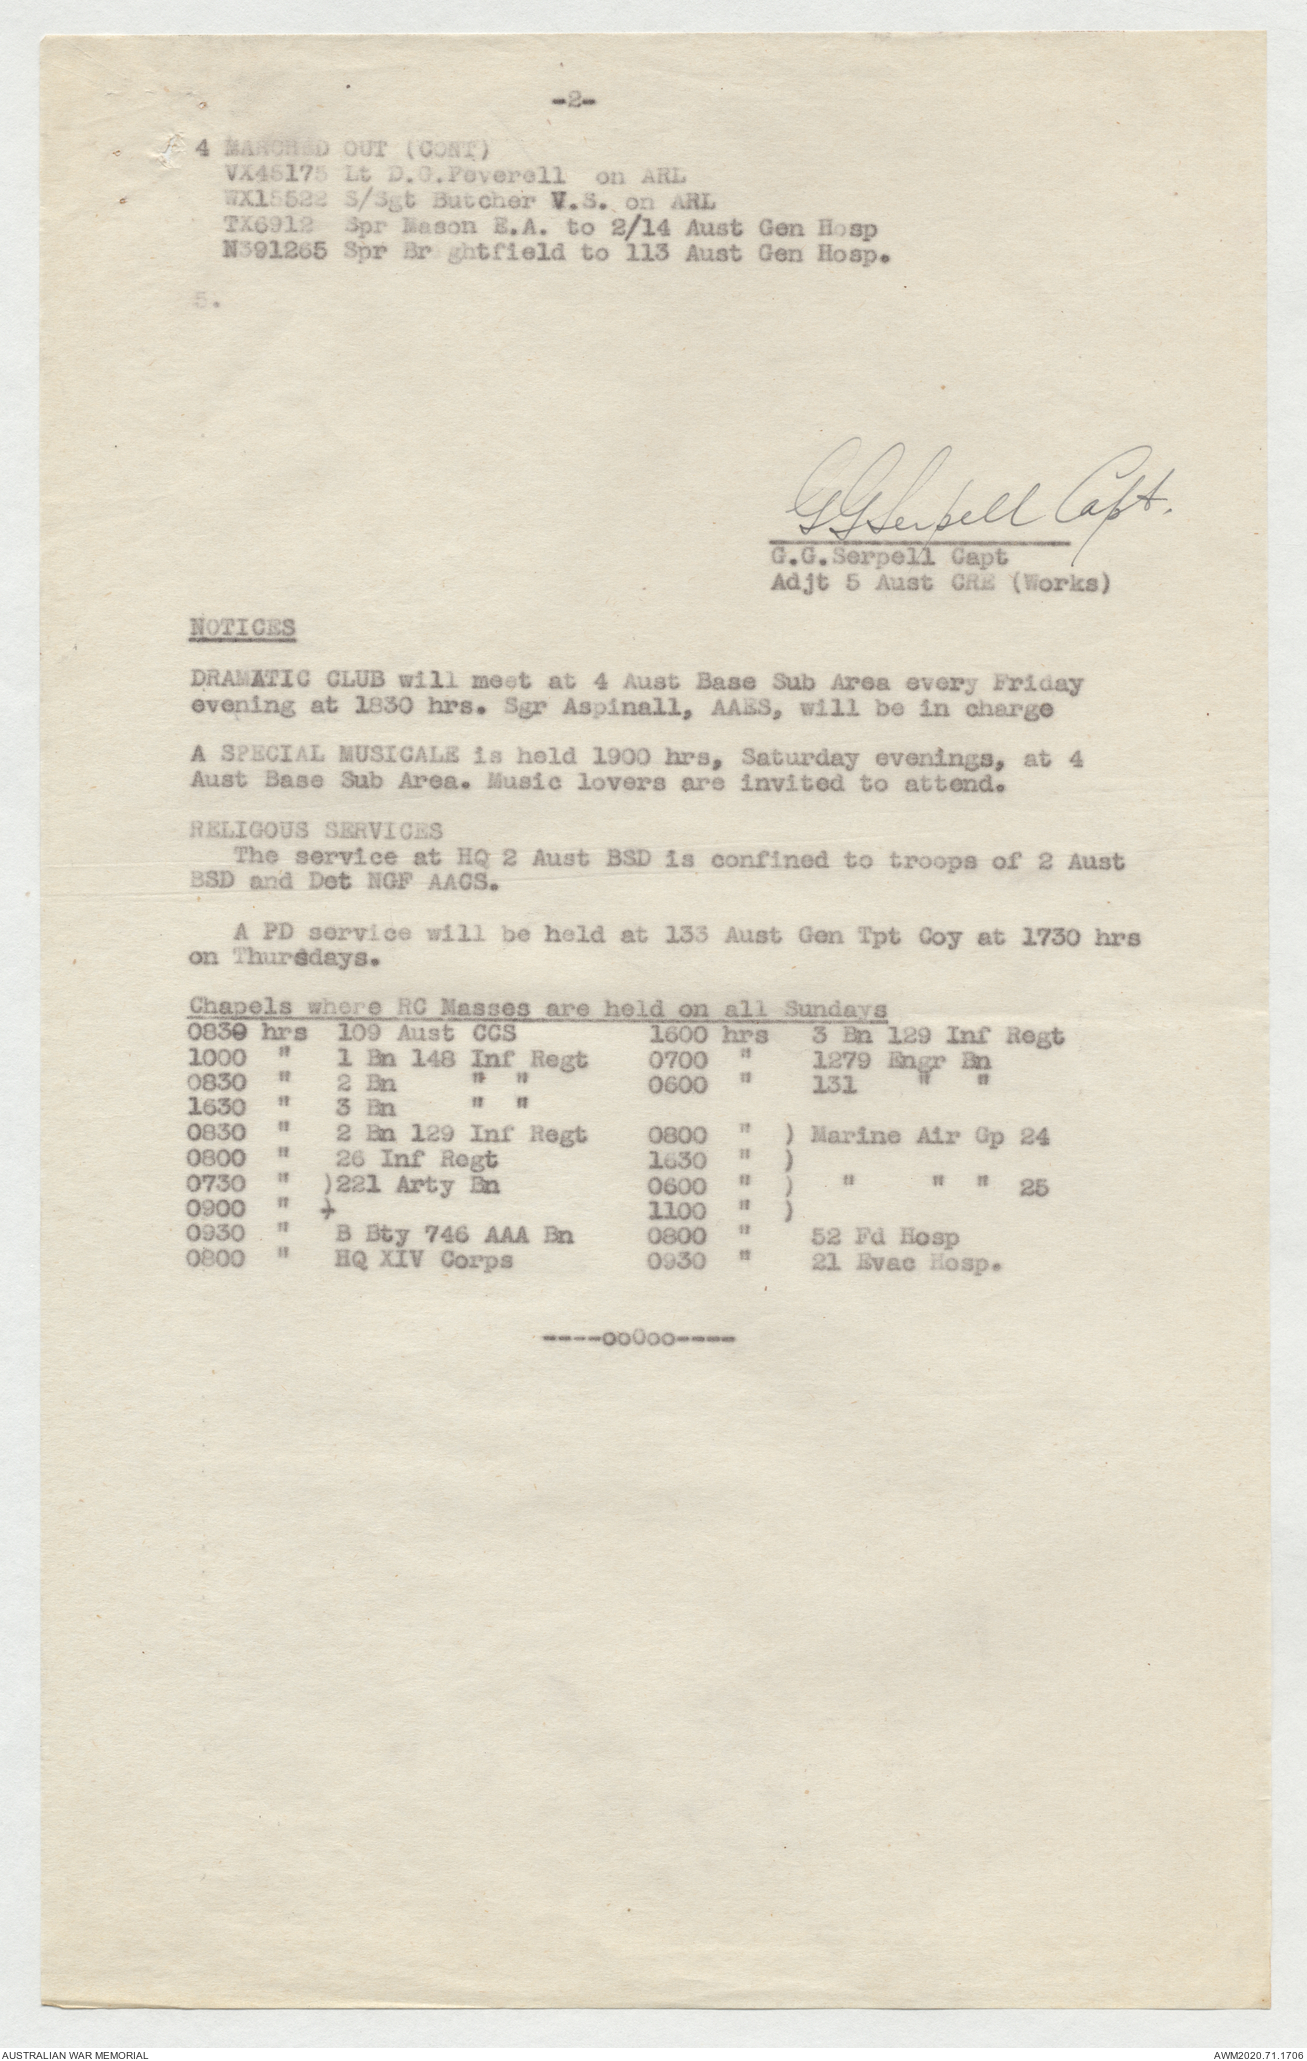 -2-
4 MARCHED OUT (CONT)
VX45175 Lt D.C.Peverell on ARL
WX15522 S/Sgt Butcher V.S. on ARL
TX6912 Spr Mason E.A. to 2/14 Aust Gen Hosp
N391265 Spr Br ghtfield to 113 Aust Gen Hosp.
5.
GGSerpell Capt.
G.G.Serpell Capt
Adjt 5 Aust CRE (Works)
NOTICES
DRAMATIC CLUB will meet at 4 Aust Base Sub Area every Friday
evening at 1830 hrs. Sgr Aspinall, AAES, will be in charge
A SPECIAL MUSICALE is held 1900 hrs, Saturday evenings, at 4
Aust Base Sub Area. Music lovers are invited to attend.
RELIGOUS SERVICES
The service at HQ 2 Aust BSD is confined to troops of 2 Aust
BSD and Det NGF AACS.
A PD service will be held at 133 Aust Gen Tpt Coy at 1730 hrs
on Thursdays.
Chapels where RC Masses are held on all Sundays
0830 hrs 109 Aust CCS 1600 hrs 3 Bn 129 Inf Regt
1000 " 1 Bn 148 Inf Regt 0700 " 1279 Engr Bn
0830 " 2 Bn " " 0600 " 131 " "
1630 " 3 Bn " "
0830 " 2 Bn 129 Inf Regt 0800 " ) Marine Air Gp 24
0800 " 26 Inf Regt 1630 " )
0730 " )221 Arty Bn 0600 " ) " " " 25
0900 " ) 1100 " )
0930 " B Bty 746 AAA Bn 0800 " 52 Fd Hosp
0800 " HQ XIV Corps 0930 " 21 Evac Hosp.
----ooOoo----
AUSTRALIAN WAR MEMORIAL AWM2020.71.1706